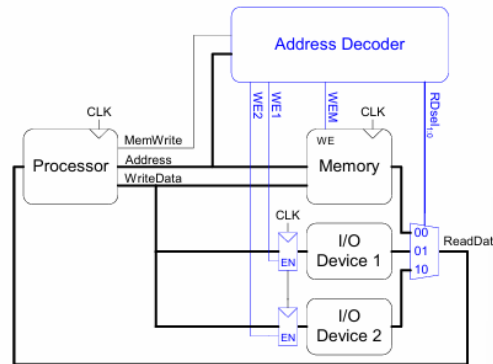 Address Decoder
CLK
MemWrite
Processor
Address
WriteData
WE2
WE1
WEM
RDsel1:0
CLK
WE
Memory
CLK
EN
I/O
Device 1
00
01
10
ReadDat
EN
I/O
Device 2